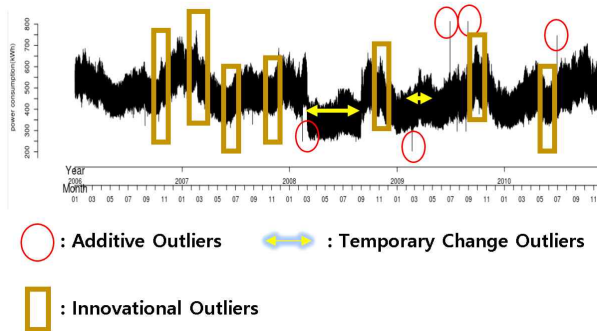 power consumption(kWh)
800
700
600
500
400
300
200
Year
2006 2007 2008 2009 2010
Month
01 03 05 07 09 11 01 03 05 07 09 11 01 03 05 07 09 11 01 03 05 07 09 11 01 03 05 07 09 11
: Additive Outliers
: Temporary Change Outliers
: Innovational Outliers